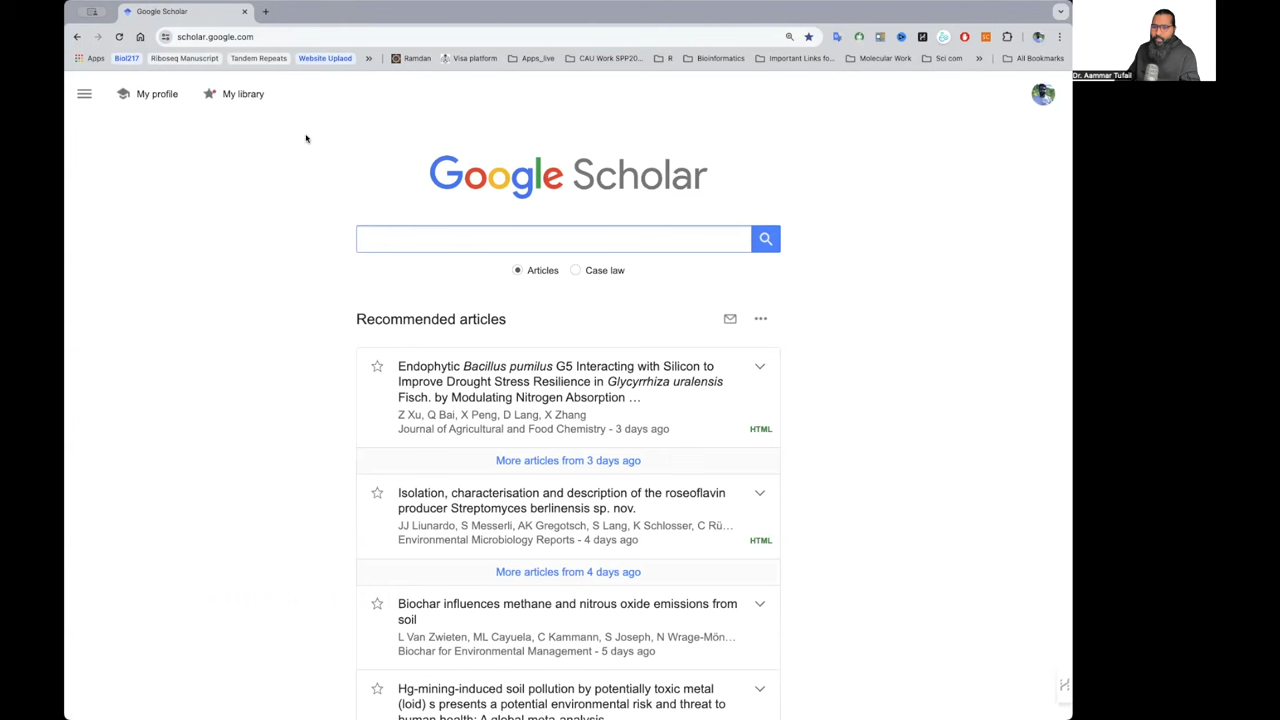 Google Scholar
scholar.google.com
Apps
Biol217
Riboseq Manuscript
Tandem Repeats
Website Uplaod
»
Ramdan
Visa platform
Apps_live
CAU Work SPP20...
R
Bioinformatics
Important Links fo...
Molecular Work
Sci com
»
All Bookmarks
Dr. Aammar Tufail
My profile
My library
Google Scholar
Articles
Case law
Recommended articles
Endophytic Bacillus pumilus G5 Interacting with Silicon to
Improve Drought Stress Resilience in Glycyrrhiza uralensis
Fisch. by Modulating Nitrogen Absorption …
Z Xu, Q Bai, X Peng, D Lang, X Zhang
Journal of Agricultural and Food Chemistry - 3 days ago
HTML
More articles from 3 days ago
Isolation, characterisation and description of the roseoflavin
producer Streptomyces berlinensis sp. nov.
JJ Liunardo, S Messerli, AK Gregotsch, S Lang, K Schlosser, C Rü…
Environmental Microbiology Reports - 4 days ago
HTML
More articles from 4 days ago
Biochar influences methane and nitrous oxide emissions from
soil
L Van Zwieten, ML Cayuela, C Kammann, S Joseph, N Wrage-Mön…
Biochar for Environmental Management - 5 days ago
Hg-mining-induced soil pollution by potentially toxic metal
(loid) s presents a potential environmental risk and threat to
human health: A global meta-analysis